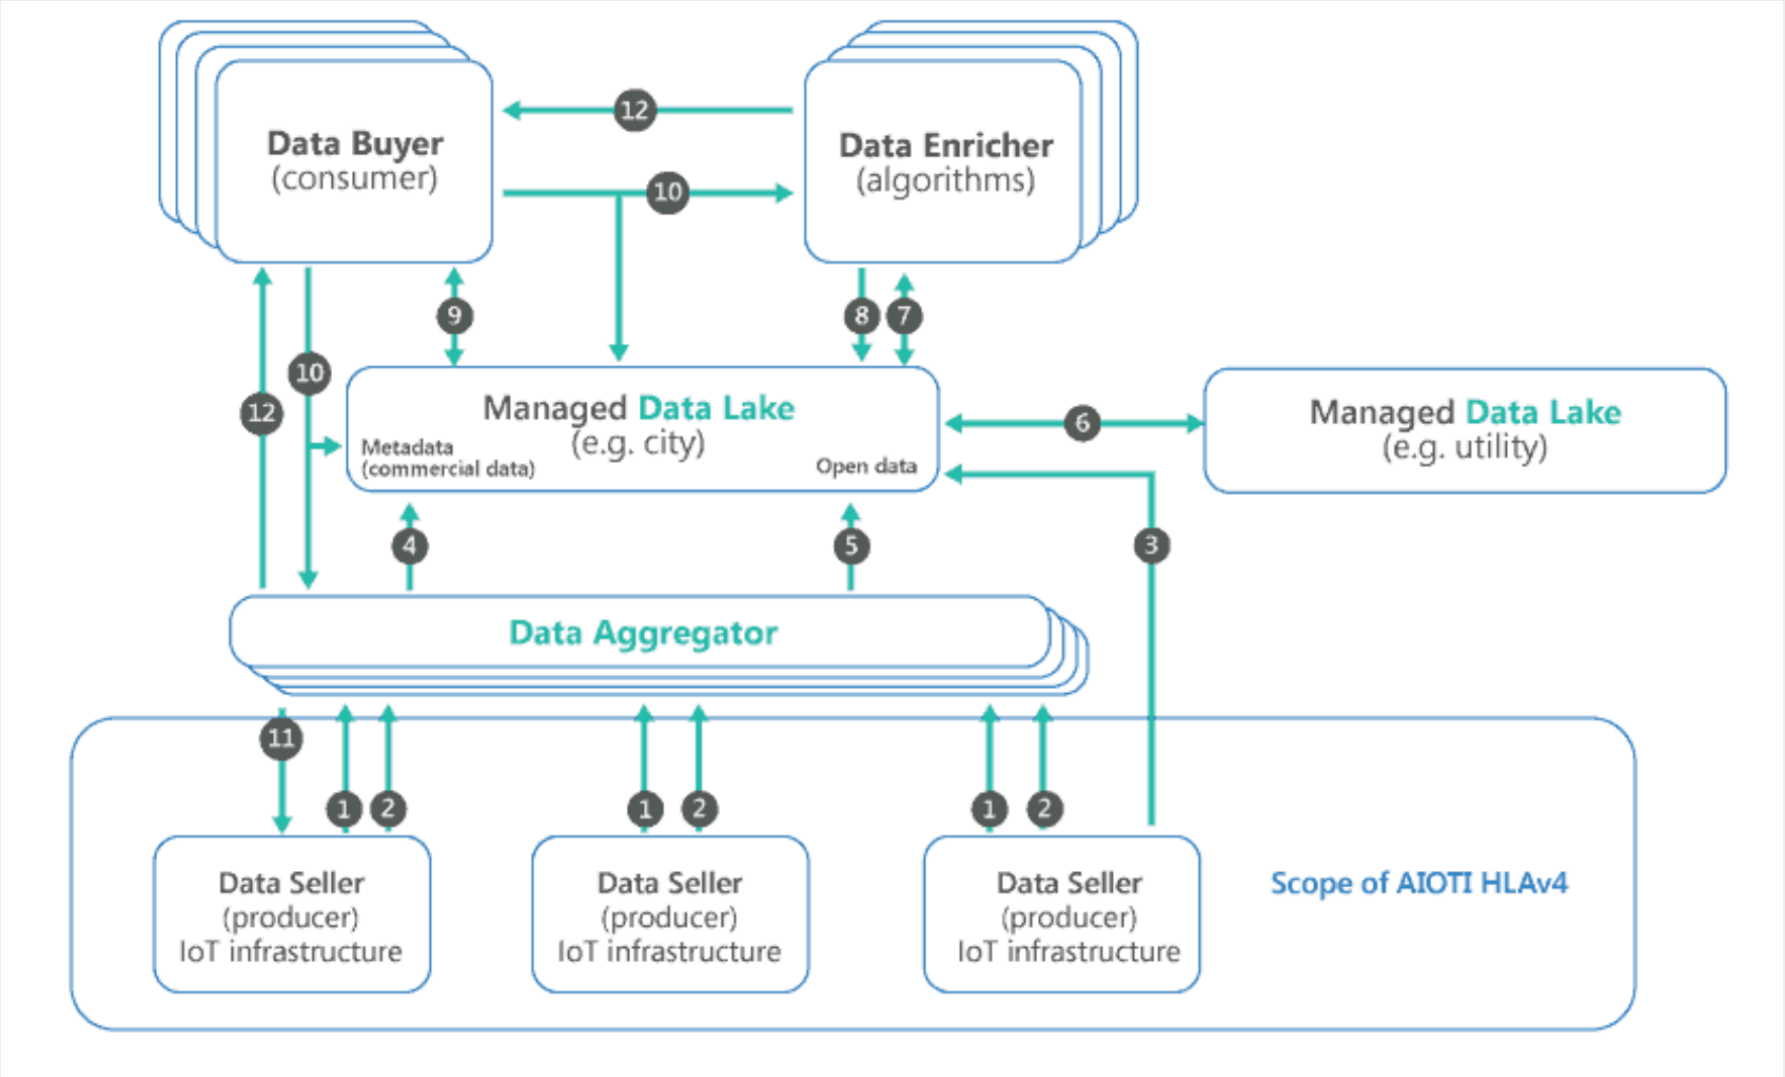 12
Data Buyer
(consumer)
Data Enricher
(algorithms)
10
9
8
7
10
12
Managed Data Lake
(e.g. city)
Metadata
(commercial data)
Open data
6
Managed Data Lake
(e.g. utility)
4
5
3
Data Aggregator
11
1
2
1
2
1
2
Data Seller
(producer)
IoT infrastructure
Data Seller
(producer)
IoT infrastructure
Data Seller
(producer)
IoT infrastructure
Scope of AIOTI HLAv4